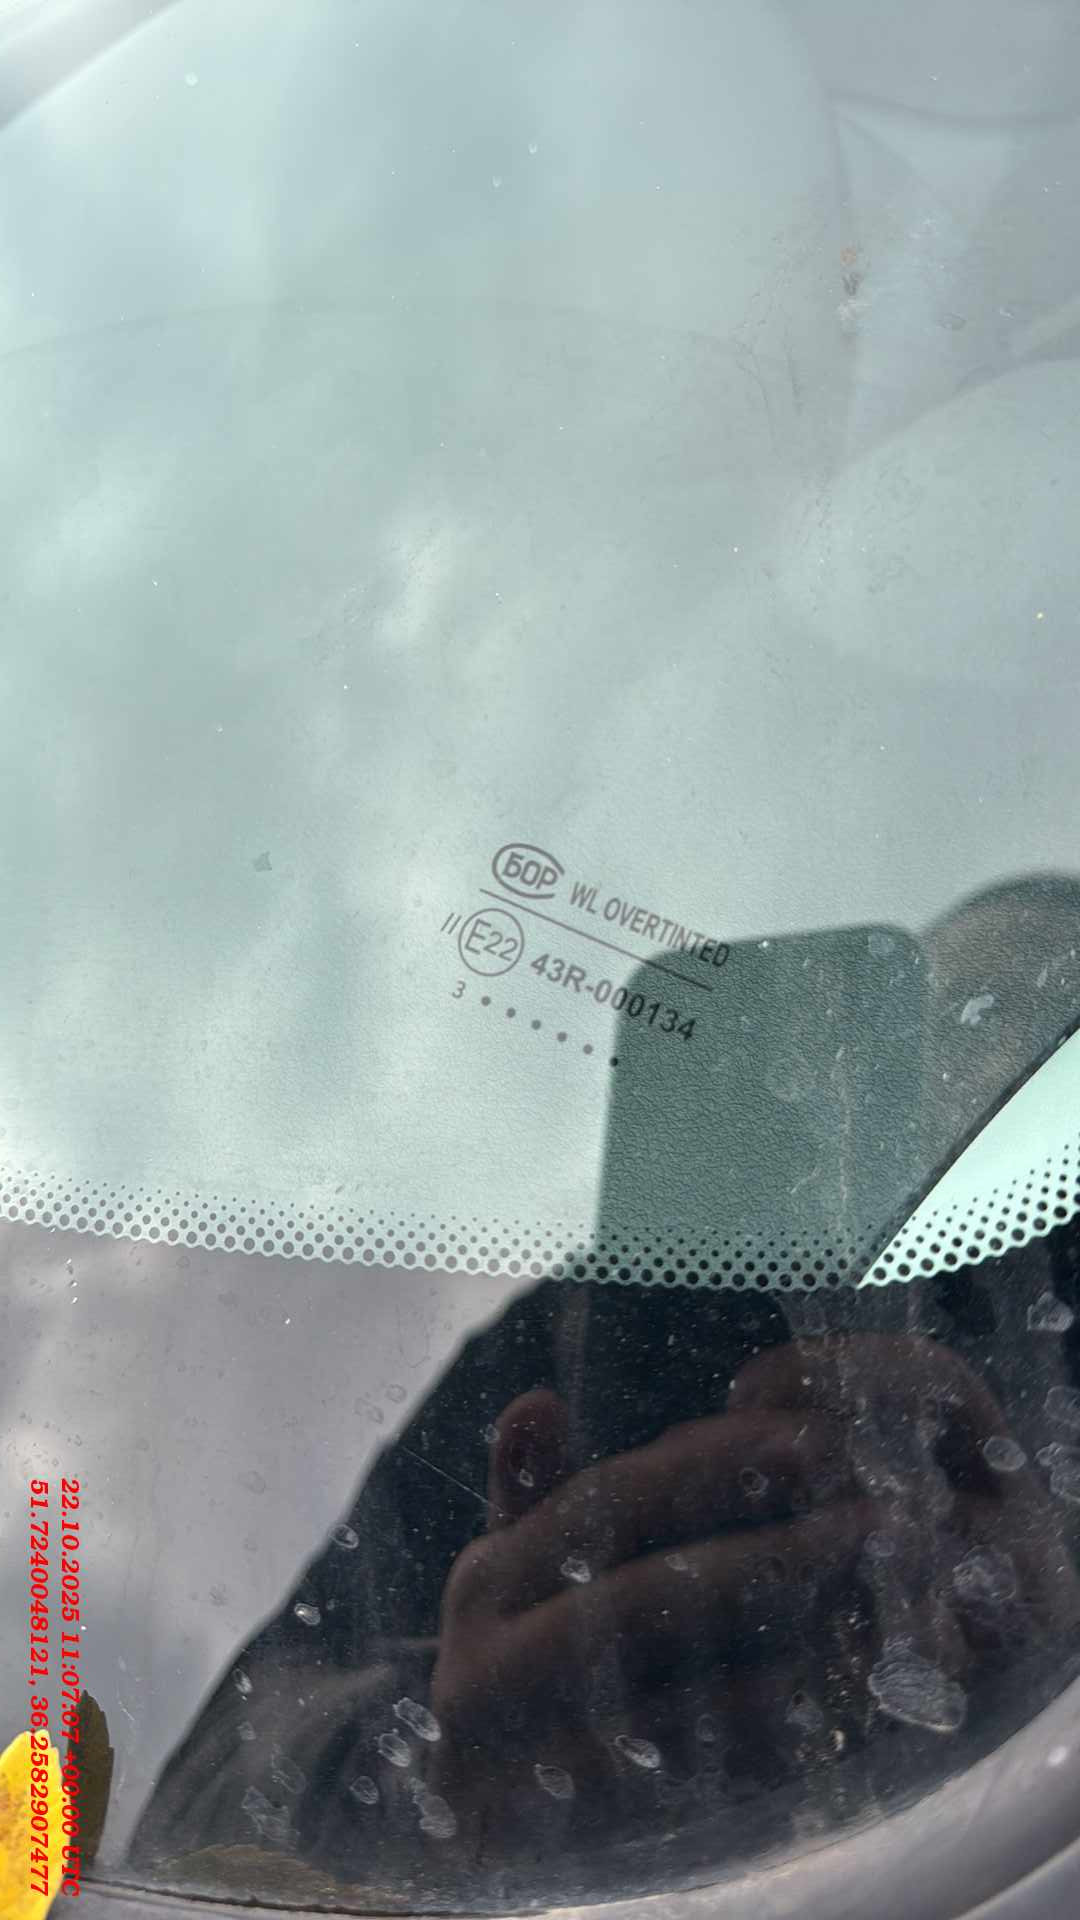 БОР WL OVERTINTED
II E22 43R-000134
3 ● ● ● ● ● ●
22.10.2025 11:07:07 +00:00 UTC
51.7240048121, 36.2582907477